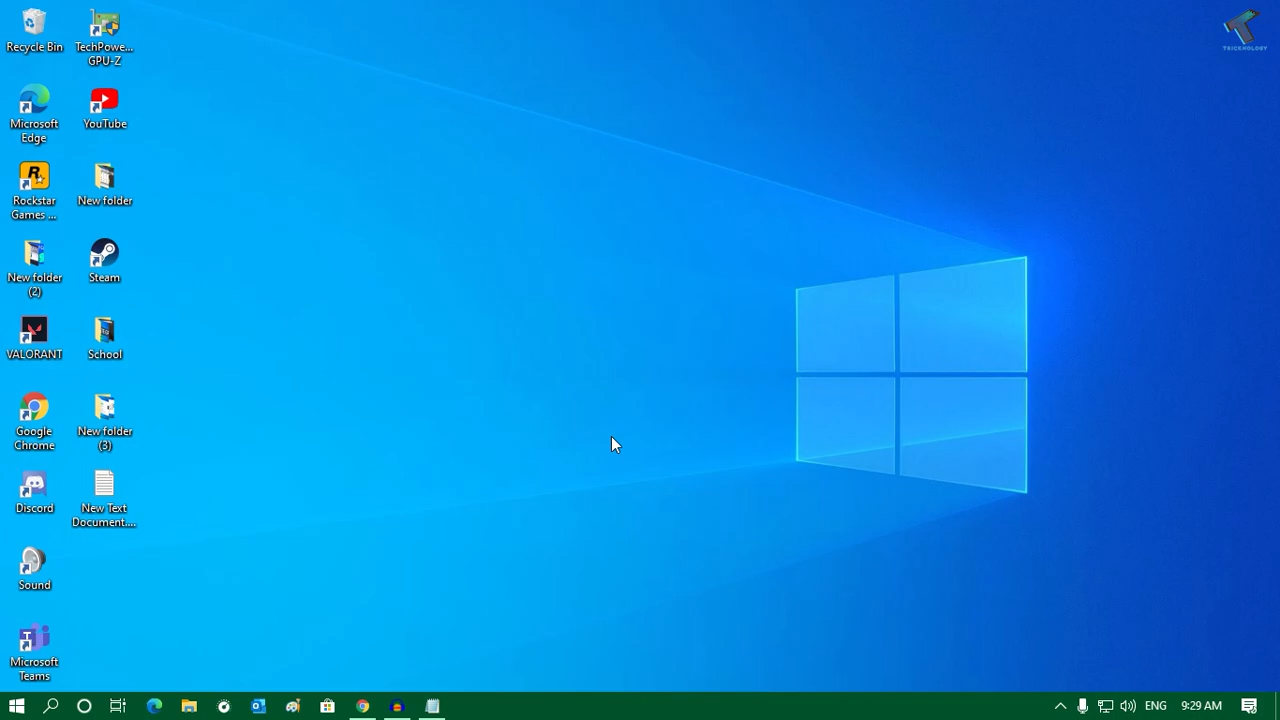 Recycle Bin
TechPowe...
GPU-Z
TRICKNOLOGY
Microsoft
Edge
YouTube
Rockstar
Games ...
New folder
New folder
(2)
Steam
VALORANT
School
Google
Chrome
New folder
(3)
Discord
New Text
Document....
Sound
Microsoft
Teams
ENG
9:29 AM